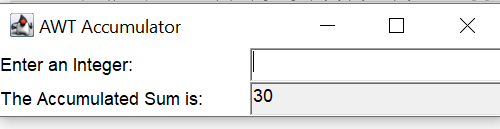 AWT Accumulator
Enter an Integer:
The Accumulated Sum is: 30